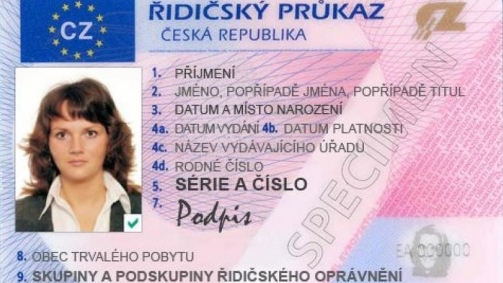 CZ
ŘIDIČSKÝ PRŮKAZ
ČESKÁ REPUBLIKA
CZ
1. PŘÍJMENÍ
2. JMÉNO, POPŘÍPADĚ JMÉNA, POPŘÍPADĚ TITUL
3. DATUM A MÍSTO NAROZENÍ
4a. DATUM VYDÁNÍ 4b. DATUM PLATNOSTI
4c. NÁZEV VYDÁVAJÍCÍHO ÚŘADU
4d. RODNÉ ČÍSLO
5. SÉRIE A ČÍSLO
7. Podpis
SPECIMEN
EA 000000
8. OBEC TRVALÉHO POBYTU
9. SKUPINY A PODSKUPINY ŘIDIČSKÉHO OPRÁVNĚNÍ